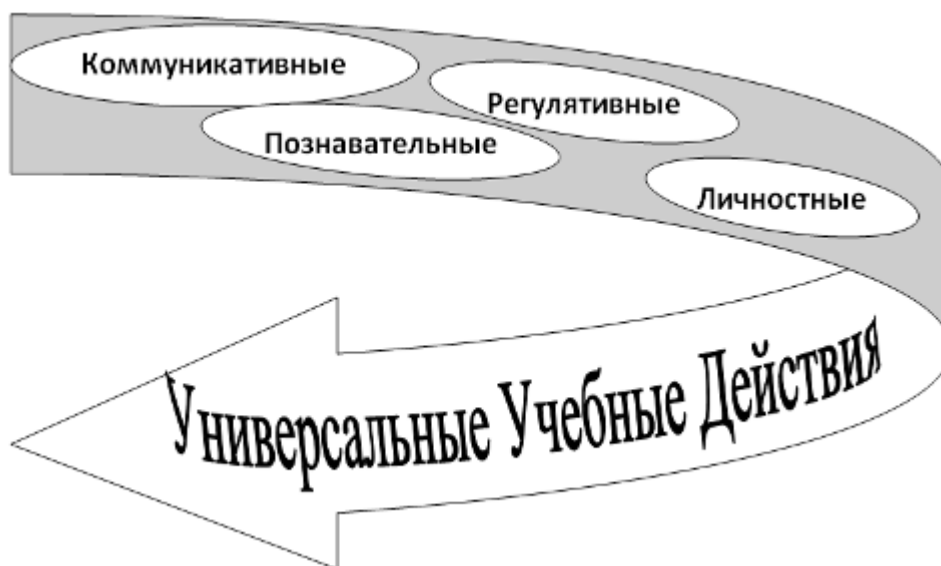 Коммуникативные
Регулятивные
Познавательные
Личностные
Универсальные Учебные Действия